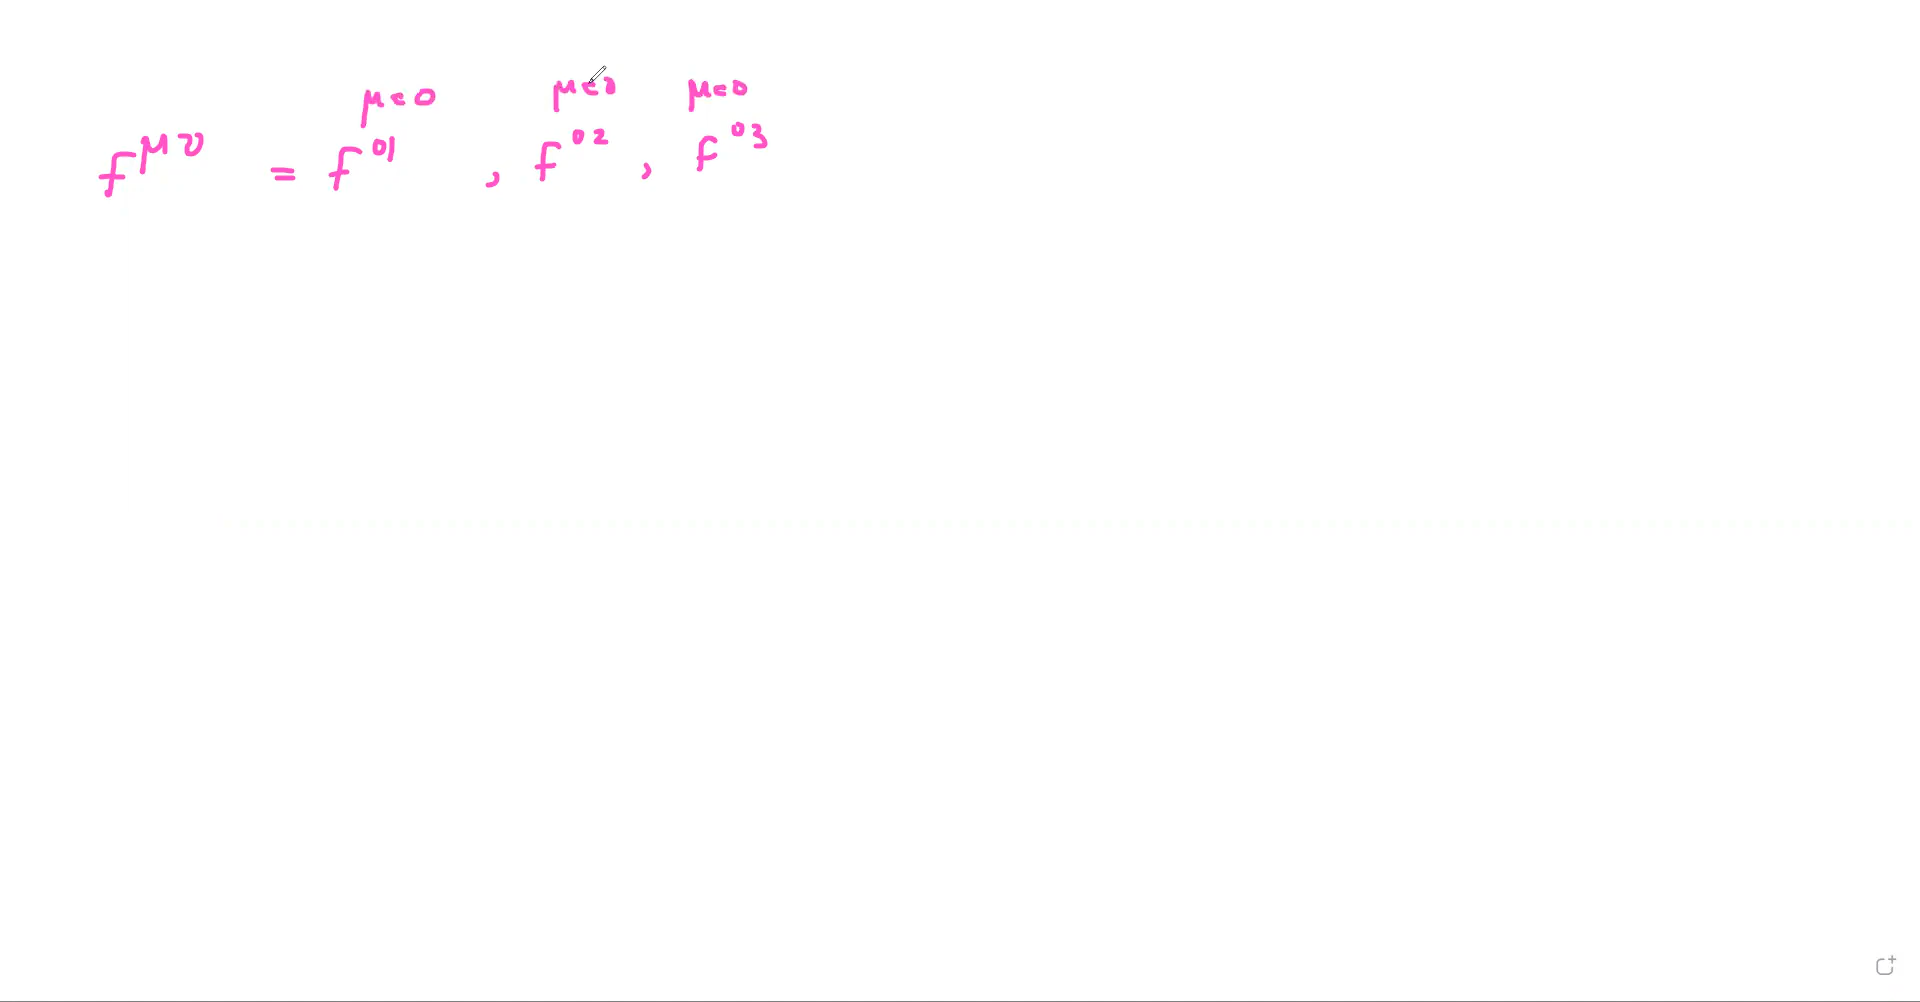 μ=0 μ=0 μ=0
F^{μν} = F^{01} , F^{02} , F^{03}